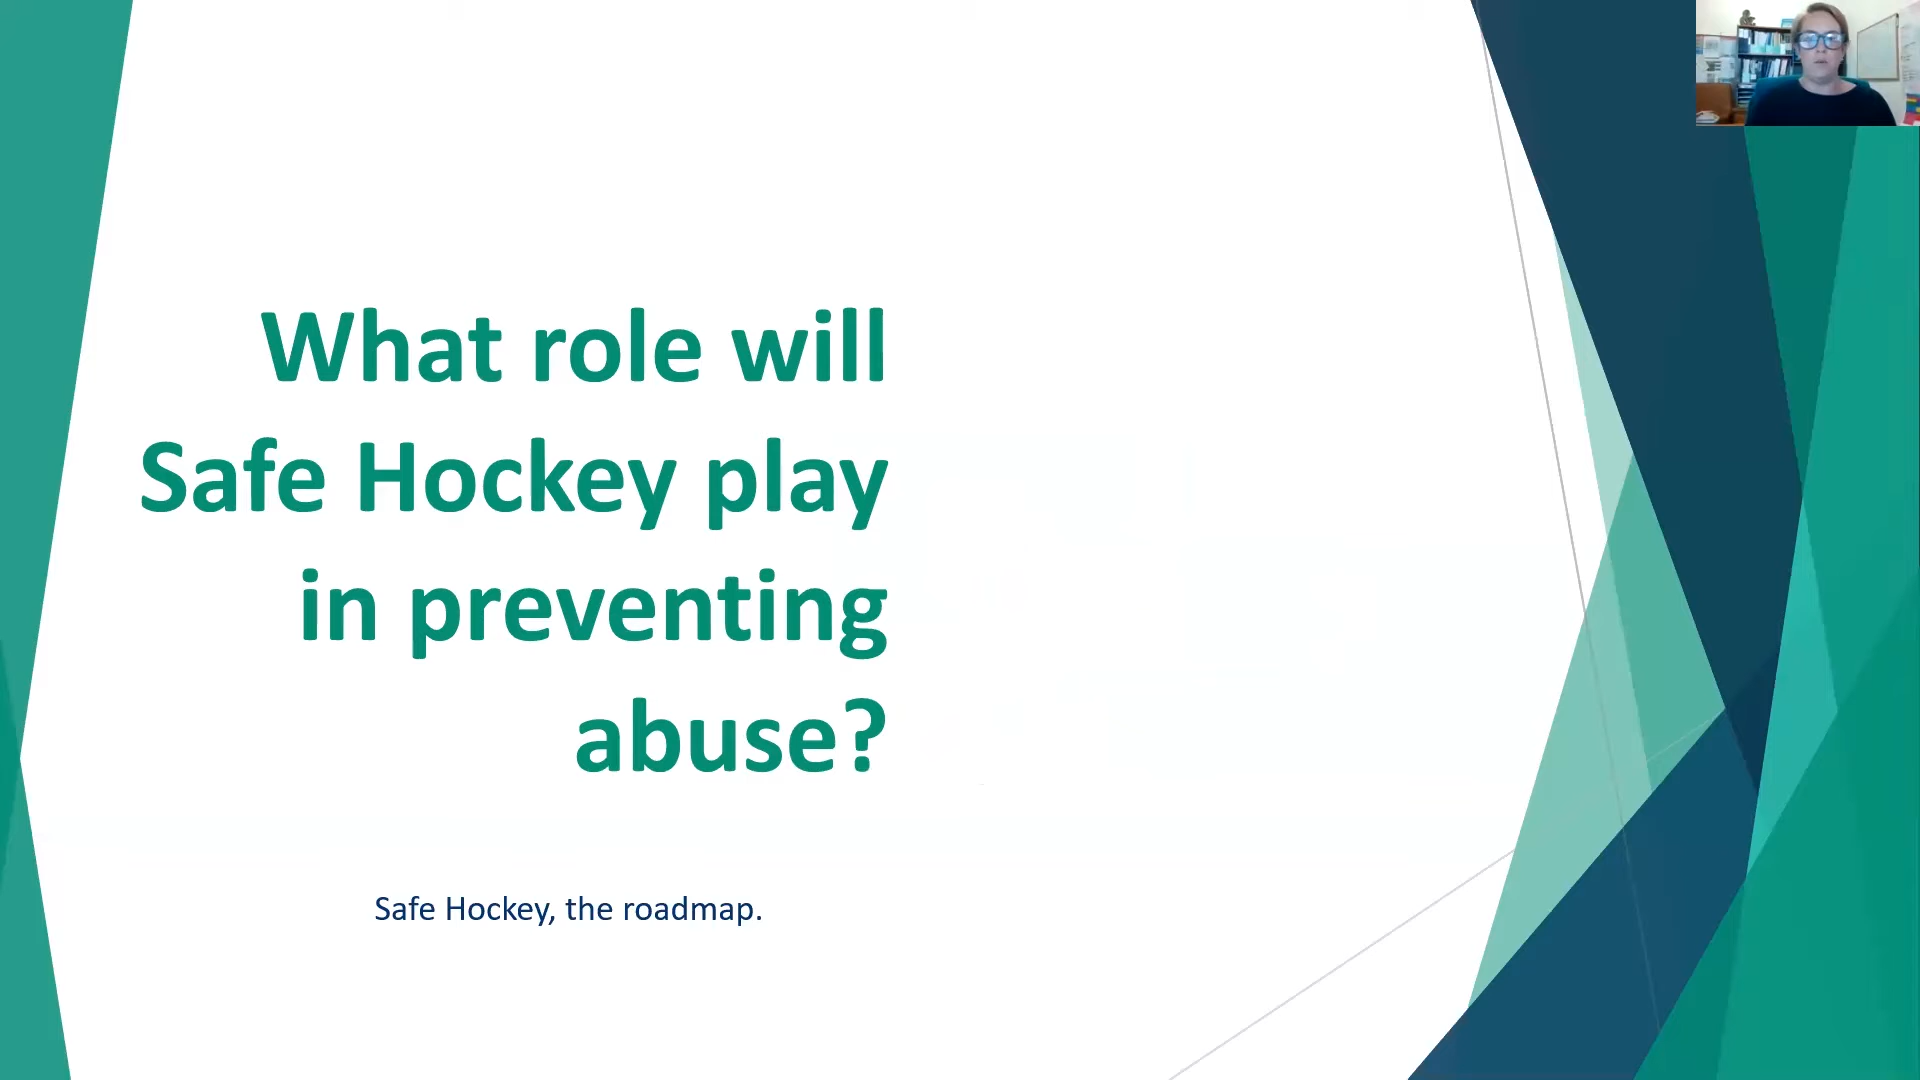 What role will
Safe Hockey play
in preventing
abuse?
Safe Hockey, the roadmap.